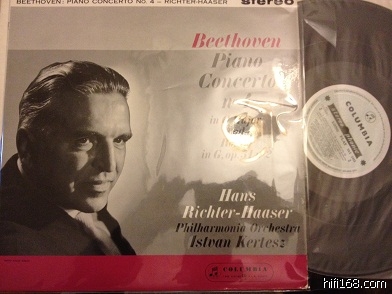 BEETHOVEN: PIANO CONCERTO No. 4 — RICHTER-HAASER
stereo
Beethoven
Piano
Concerto
in G
Hans
Richter-Haaser
Philharmonia Orchestra
Istvan Kertesz
COLUMBIA
COLUMBIA
hifi168.com